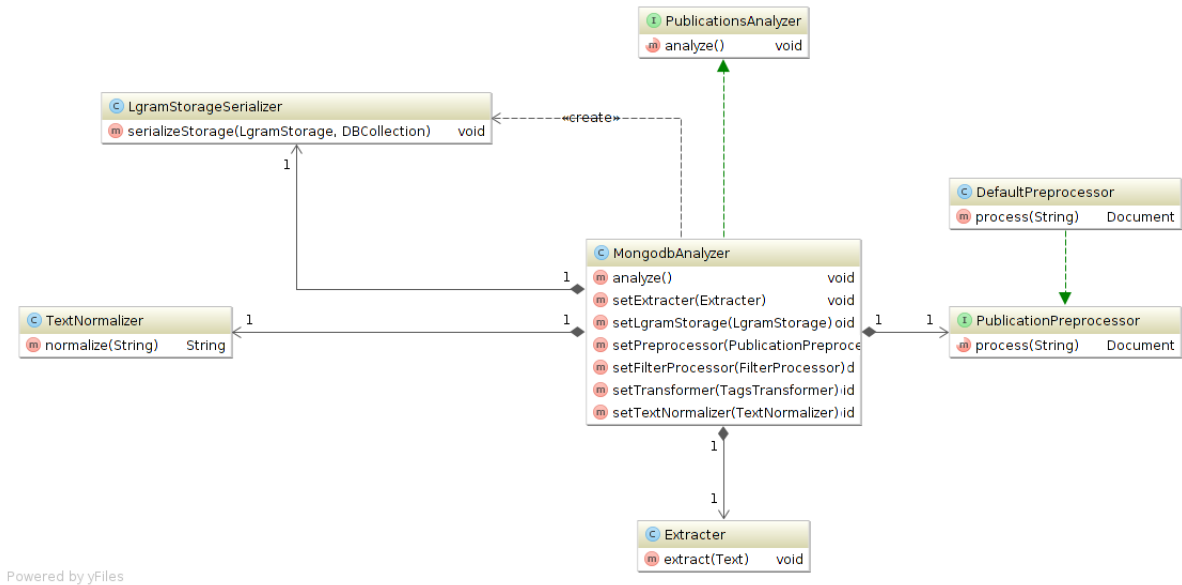 PublicationsAnalyzer
analyze() void
LgramStorageSerializer
serializeStorage(LgramStorage, DBCollection) void
«create»
1
DefaultPreprocessor
process(String) Document
MongodbAnalyzer
analyze() void
setExtracter(Extracter) void
setLgramStorage(LgramStorage) oid
setPreprocessor(PublicationPreproce
setFilterProcessor(FilterProcessor) d
setTransformer(TagsTransformer) id
setTextNormalizer(TextNormalizer) id
1
TextNormalizer
normalize(String) String
1
1
1
1
PublicationPreprocessor
process(String) Document
1
1
Extracter
extract(Text) void
Powered by yFiles